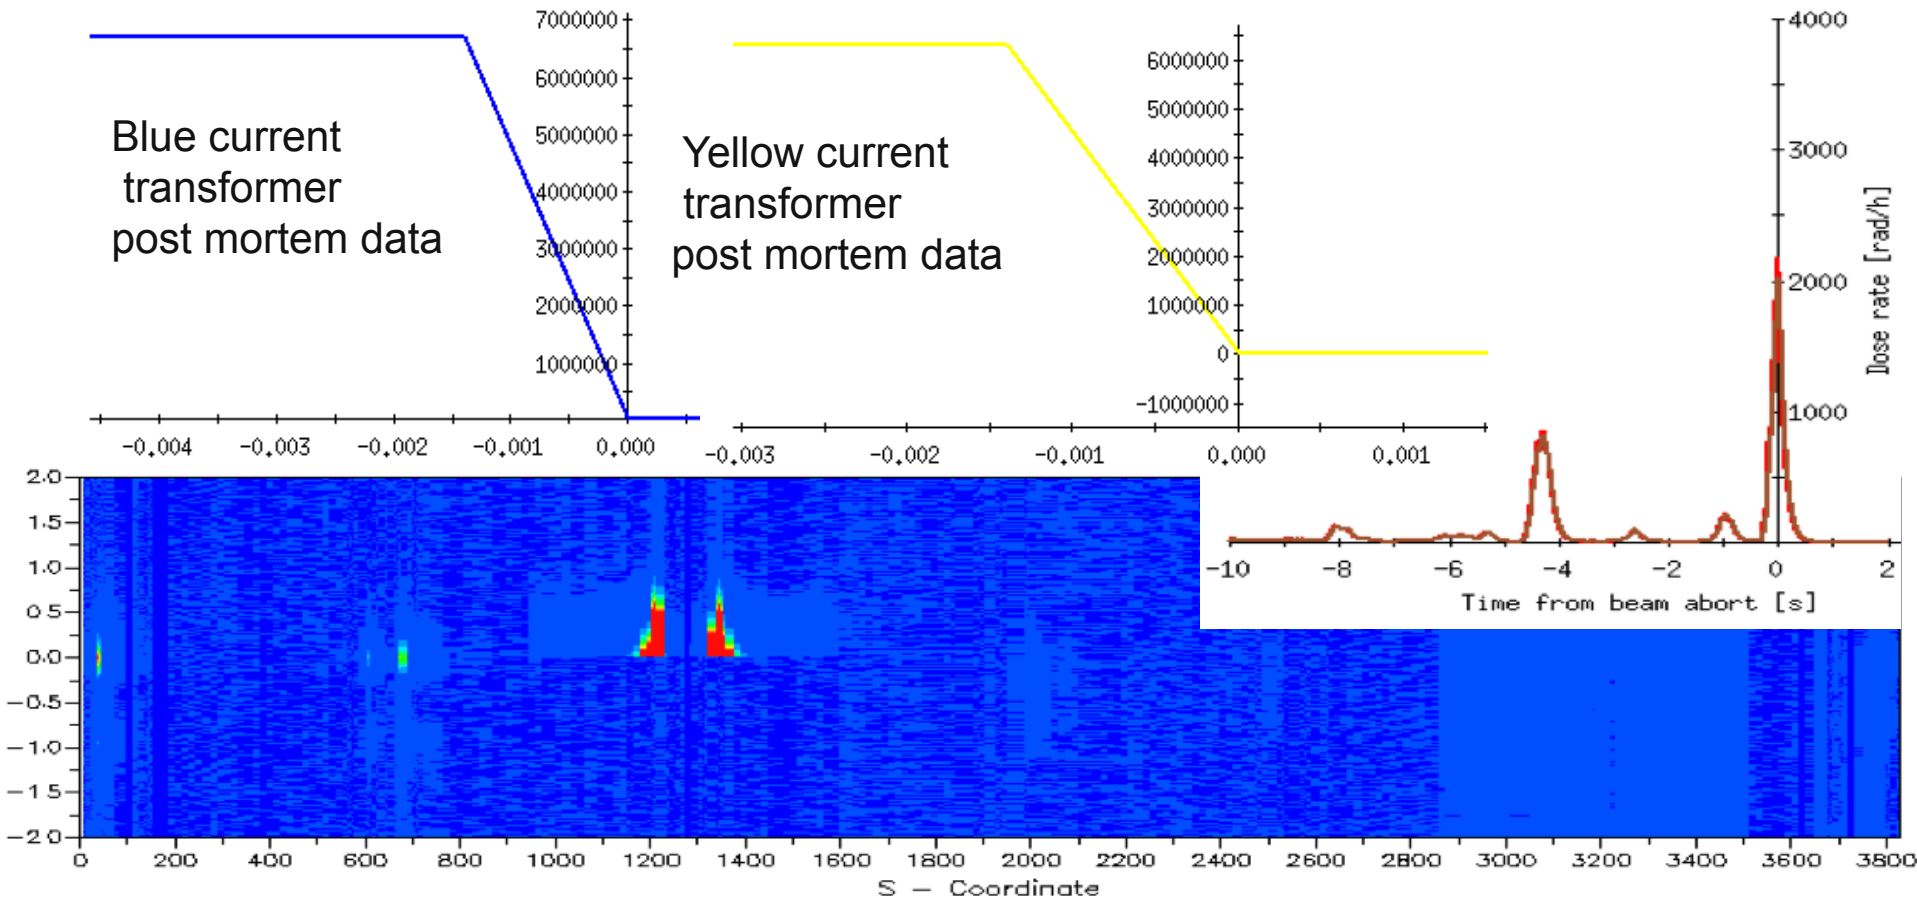 7000000
6000000
5000000
4000000
3000000
2000000
1000000
Blue current
transformer
post mortem data
-0.004 -0.003 -0.002 -0.001 0.000
6000000
5000000
4000000
3000000
2000000
1000000
0
-1000000
Yellow current
transformer
post mortem data
-0.003 -0.002 -0.001 0.000 0.001
4000
3000
2000
1000
Dose rate [rad/h]
-10 -8 -6 -4 -2 0 2
Time from beam abort [s]
2.0
1.5
1.0
0.5
0.0
-0.5
-1.0
-1.5
-2.0
0 200 400 600 800 1000 1200 1400 1600 1800 2000 2200 2400 2600 2800 3000 3200 3400 3600 3800
S - Coordinate